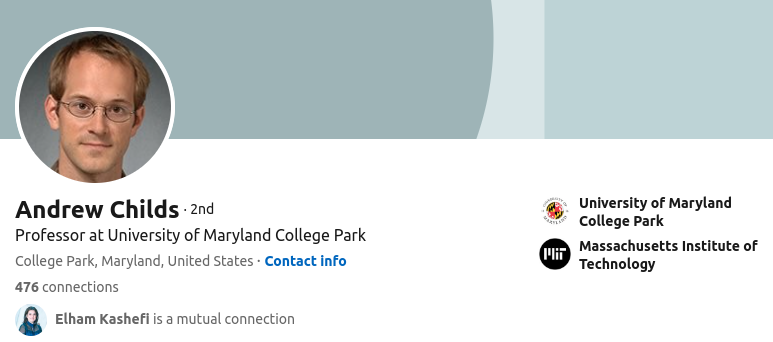 Andrew Childs · 2nd
Professor at University of Maryland College Park
College Park, Maryland, United States · Contact info
476 connections
Elham Kashefi is a mutual connection
University of Maryland
College Park
Massachusetts Institute of
Technology